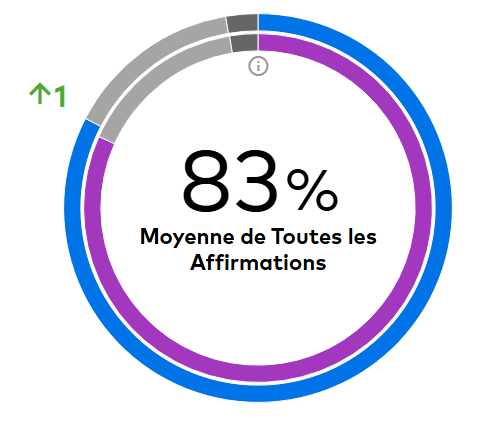 ↑1
83%
Moyenne de Toutes les
Affirmations